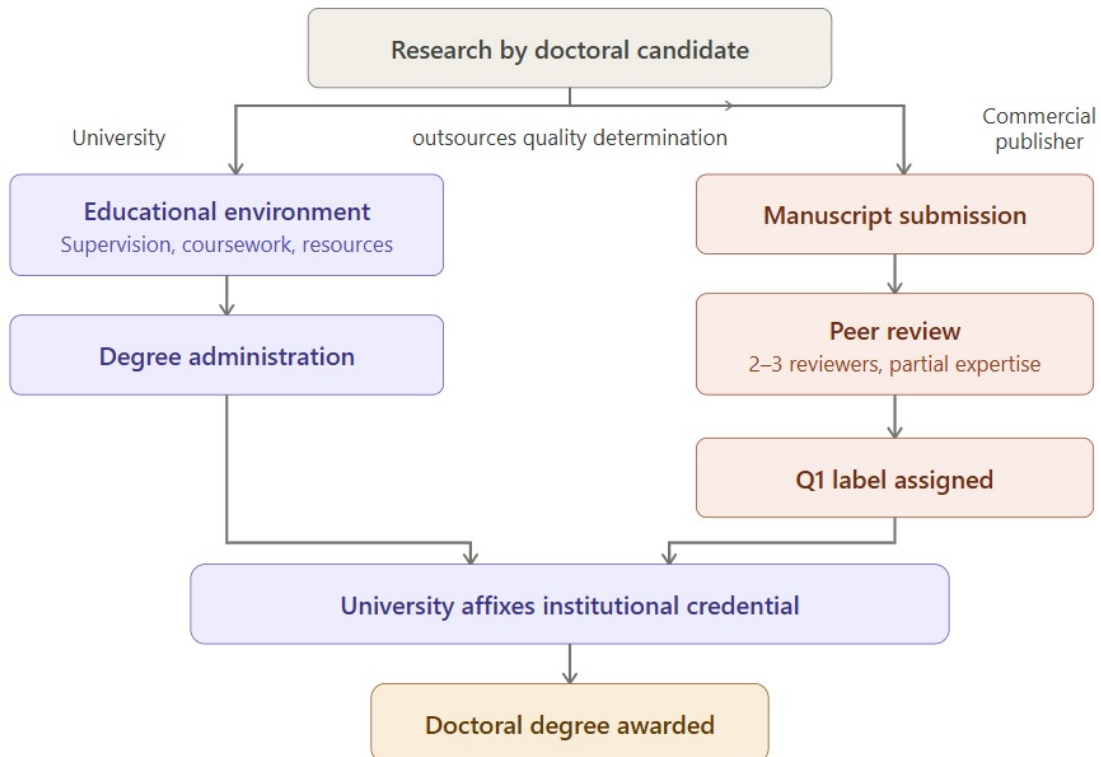 Research by doctoral candidate
University
outsources quality determination
Commercial
publisher
Educational environment
Supervision, coursework, resources
Manuscript submission
Degree administration
Peer review
2–3 reviewers, partial expertise
Q1 label assigned
University affixes institutional credential
Doctoral degree awarded